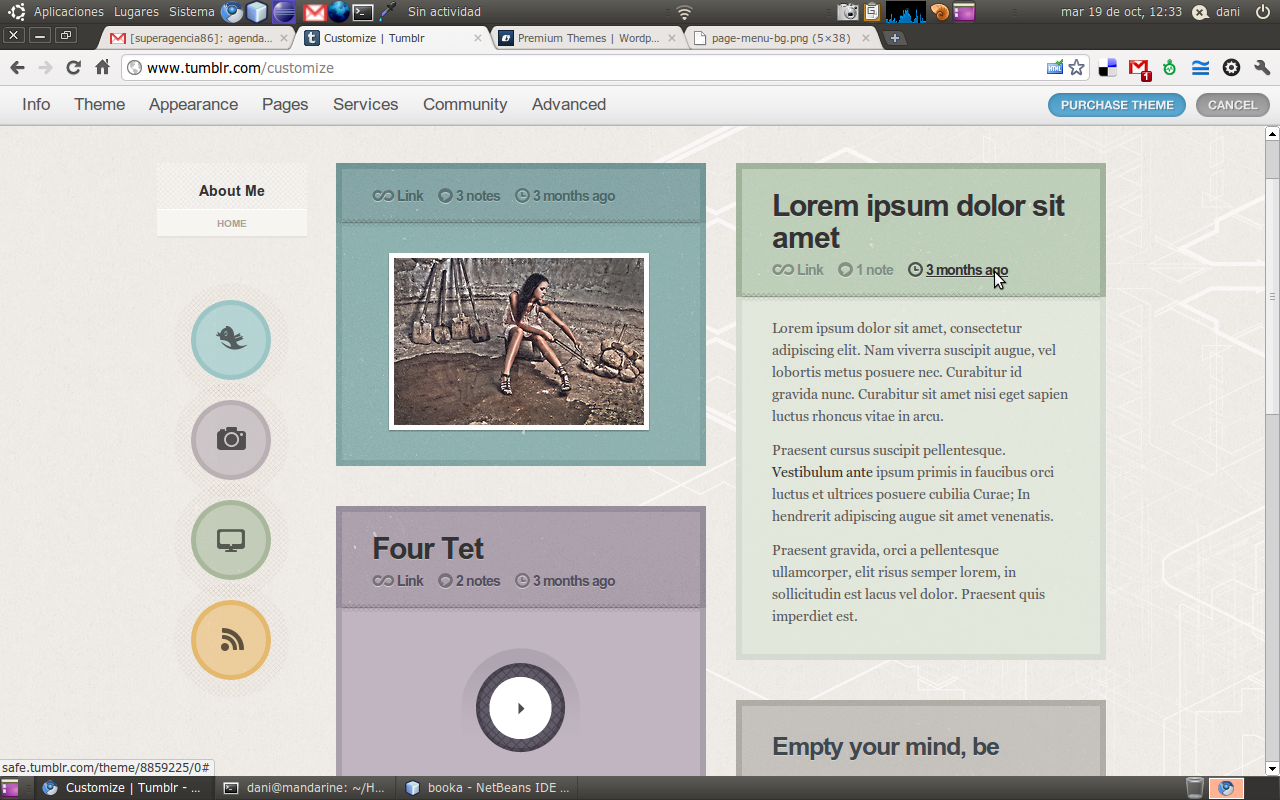 Aplicaciones Lugares Sistema Sin actividad mar 19 de oct, 12:33 dani
[superagencia86]: agenda... Customize | Tumblr Premium Themes | Wordp... page-menu-bg.png (5×38)
www.tumblr.com/customize
1
Info Theme Appearance Pages Services Community Advanced PURCHASE THEME CANCEL
About Me
HOME
Link 3 notes 3 months ago
Four Tet
Link 2 notes 3 months ago
Lorem ipsum dolor sit
amet
Link 1 note 3 months ago
Lorem ipsum dolor sit amet, consectetur
adipiscing elit. Nam viverra suscipit augue, vel
lobortis metus posuere nec. Curabitur id
gravida nunc. Curabitur sit amet nisi eget sapien
luctus rhoncus vitae in arcu.
Praesent cursus suscipit pellentesque.
Vestibulum ante ipsum primis in faucibus orci
luctus et ultrices posuere cubilia Curae; In
hendrerit adipiscing augue sit amet venenatis.
Praesent gravida, orci a pellentesque
ullamcorper, elit risus semper lorem, in
sollicitudin est lacus vel dolor. Praesent quis
imperdiet est.
Empty your mind, be
safe.tumblr.com/theme/8859225/0#
Customize | Tumblr - ... dani@mandarine: ~/H... booka - NetBeans IDE ...